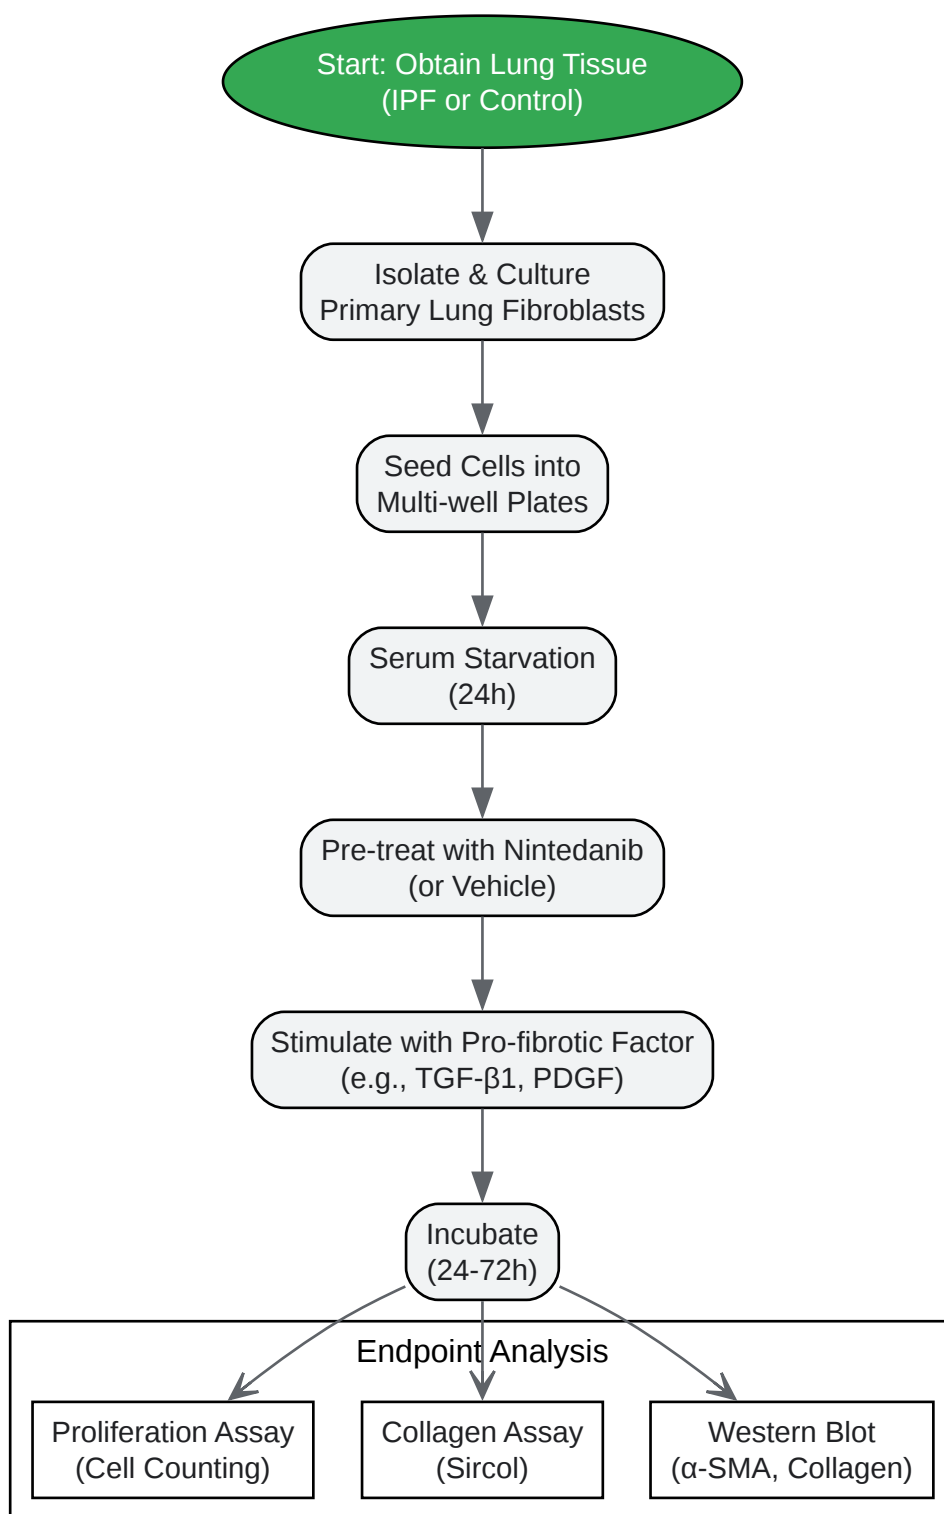 Start: Obtain Lung Tissue
(IPF or Control)
Isolate & Culture
Primary Lung Fibroblasts
Seed Cells into
Multi-well Plates
Serum Starvation
(24h)
Pre-treat with Nintedanib
(or Vehicle)
Stimulate with Pro-fibrotic Factor
(e.g., TGF-β1, PDGF)
Incubate
(24-72h)
Endpoint Analysis
Proliferation Assay
(Cell Counting)
Collagen Assay
(Sircol)
Western Blot
(α-SMA, Collagen)